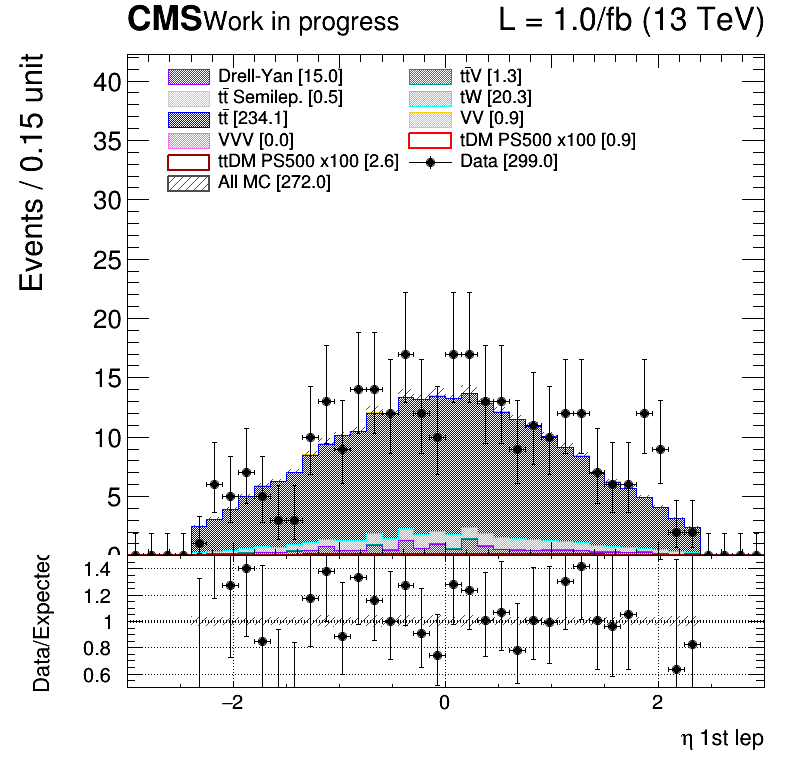 CMS Work in progress L = 1.0/fb (13 TeV)
Events / 0.15 unit
40
35
30
25
20
15
10
5
0
Drell-Yan [15.0] tt̄V [1.3]
tt̄ Semilep. [0.5] tW [20.3]
tt̄ [234.1] VV [0.9]
VVV [0.0] tDM PS500 x100 [0.9]
ttDM PS500 x100 [2.6] Data [299.0]
All MC [272.0]
Data/Expected
1.4
1.2
1
0.8
0.6
−2 0 2
η 1st lep